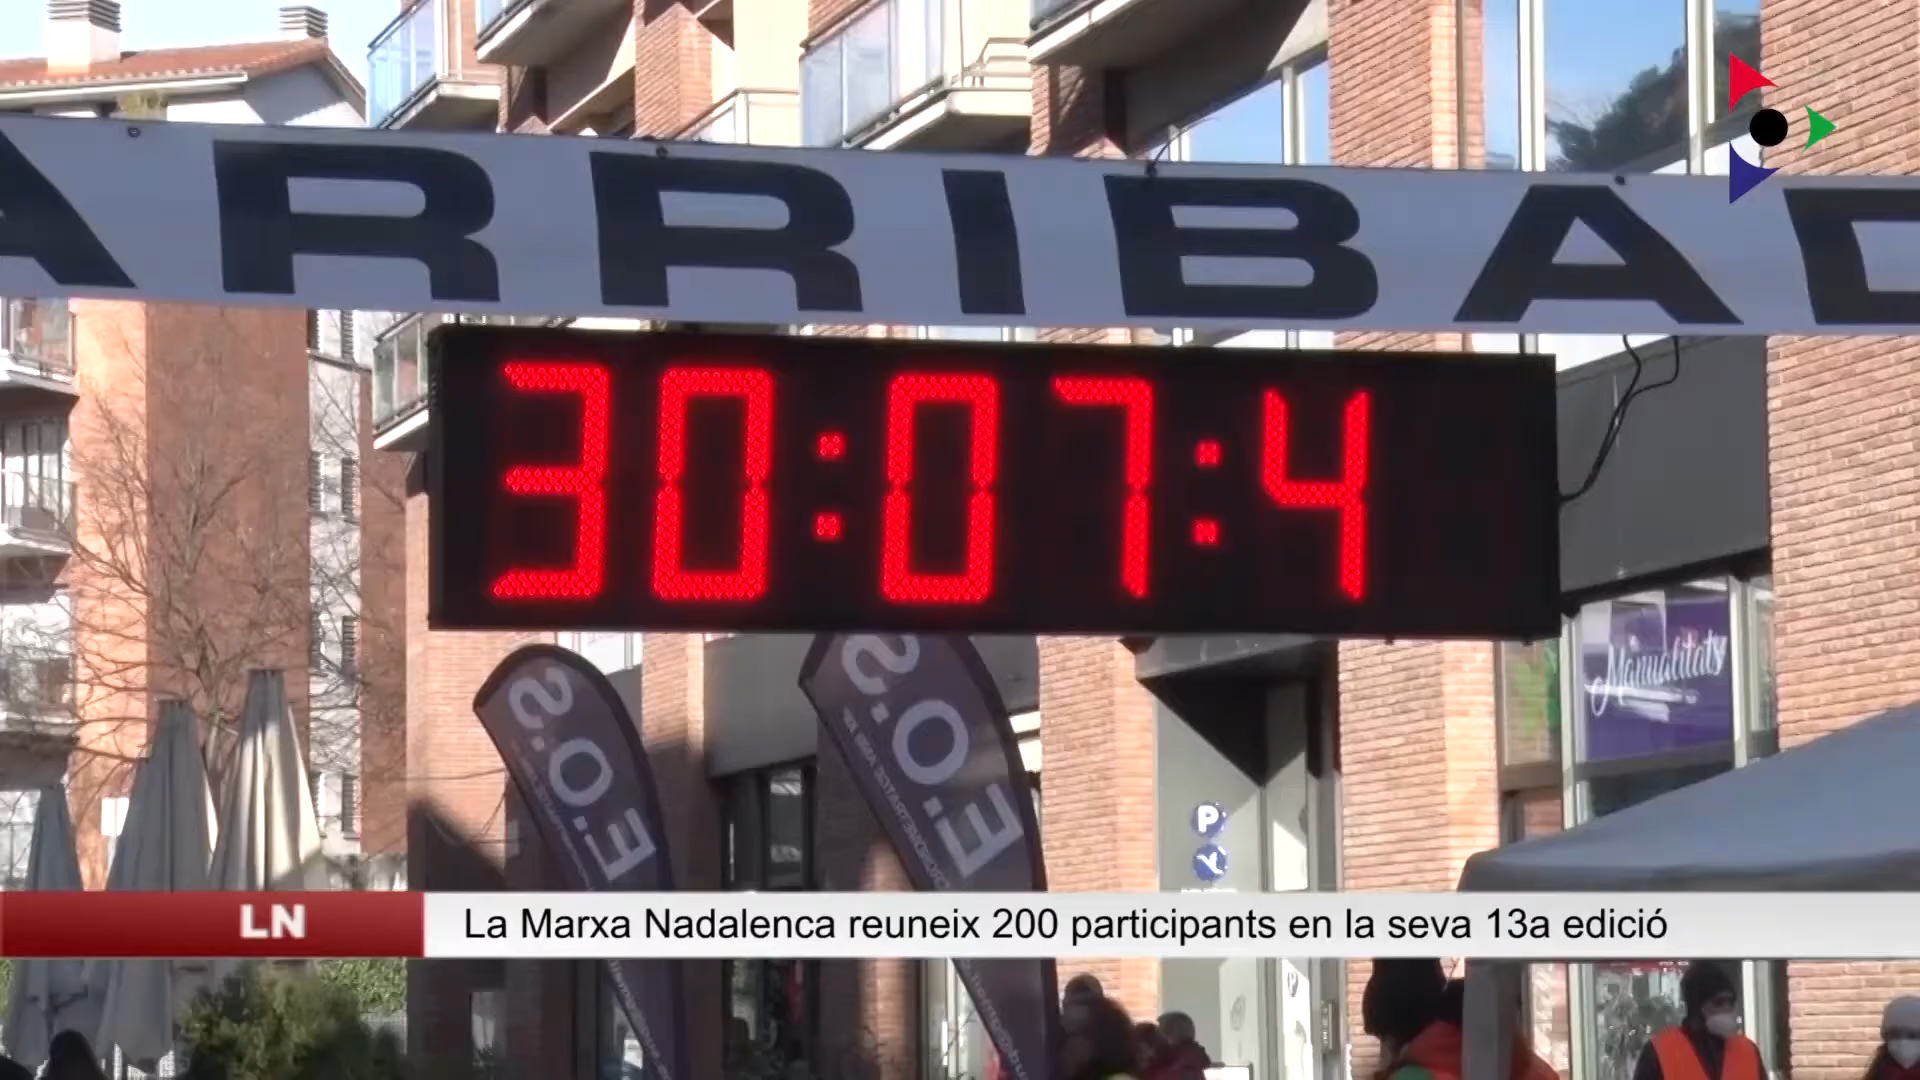 ARRIBAD
30:07:4
E.O.S
E.O.S
Manualitats
P
LN
La Marxa Nadalenca reuneix 200 participants en la seva 13a edició